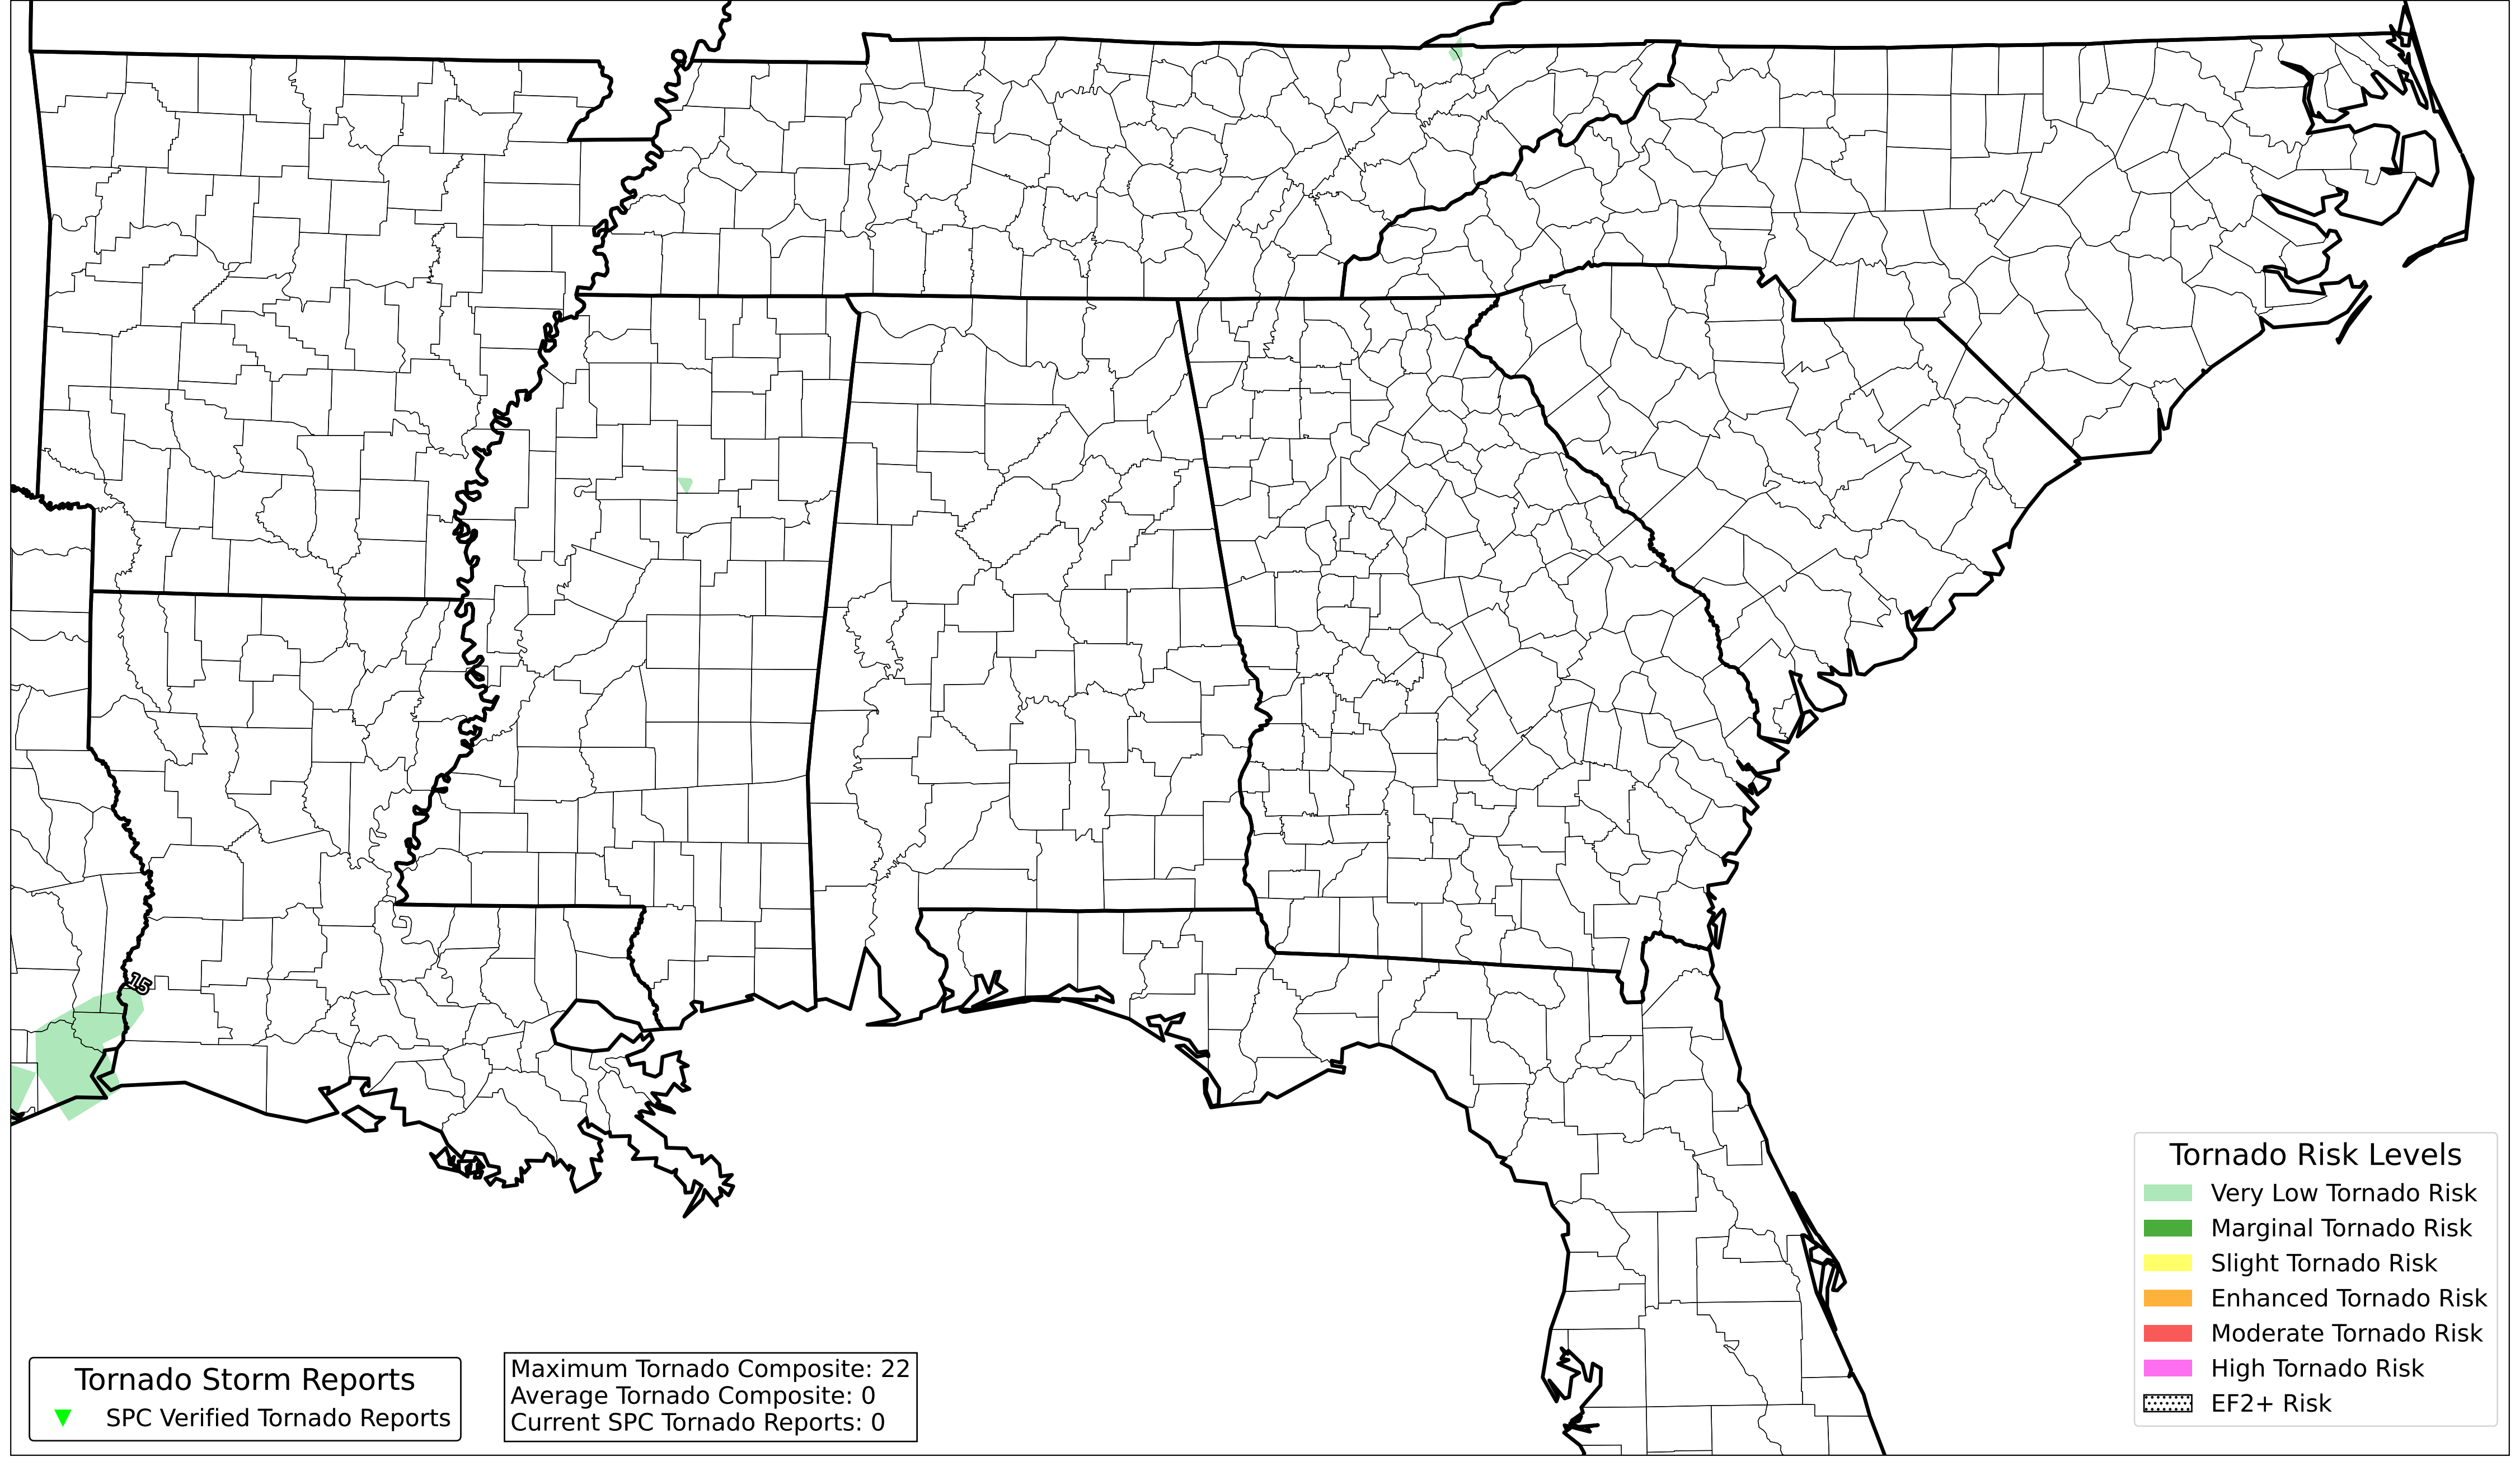 15
Tornado Risk Levels
Very Low Tornado Risk
Marginal Tornado Risk
Slight Tornado Risk
Enhanced Tornado Risk
Moderate Tornado Risk
High Tornado Risk
EF2+ Risk
Tornado Storm Reports
SPC Verified Tornado Reports
Maximum Tornado Composite: 22
Average Tornado Composite: 0
Current SPC Tornado Reports: 0